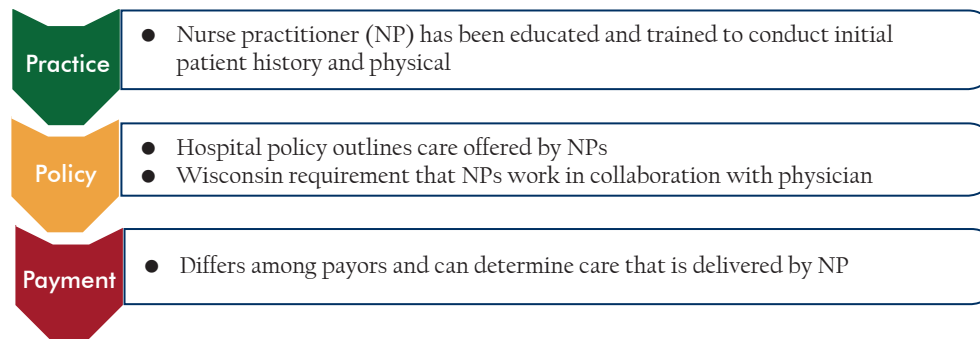 Practice
● Nurse practitioner (NP) has been educated and trained to conduct initial
patient history and physical
Policy
● Hospital policy outlines care offered by NPs
● Wisconsin requirement that NPs work in collaboration with physician
Payment
● Differs among payors and can determine care that is delivered by NP